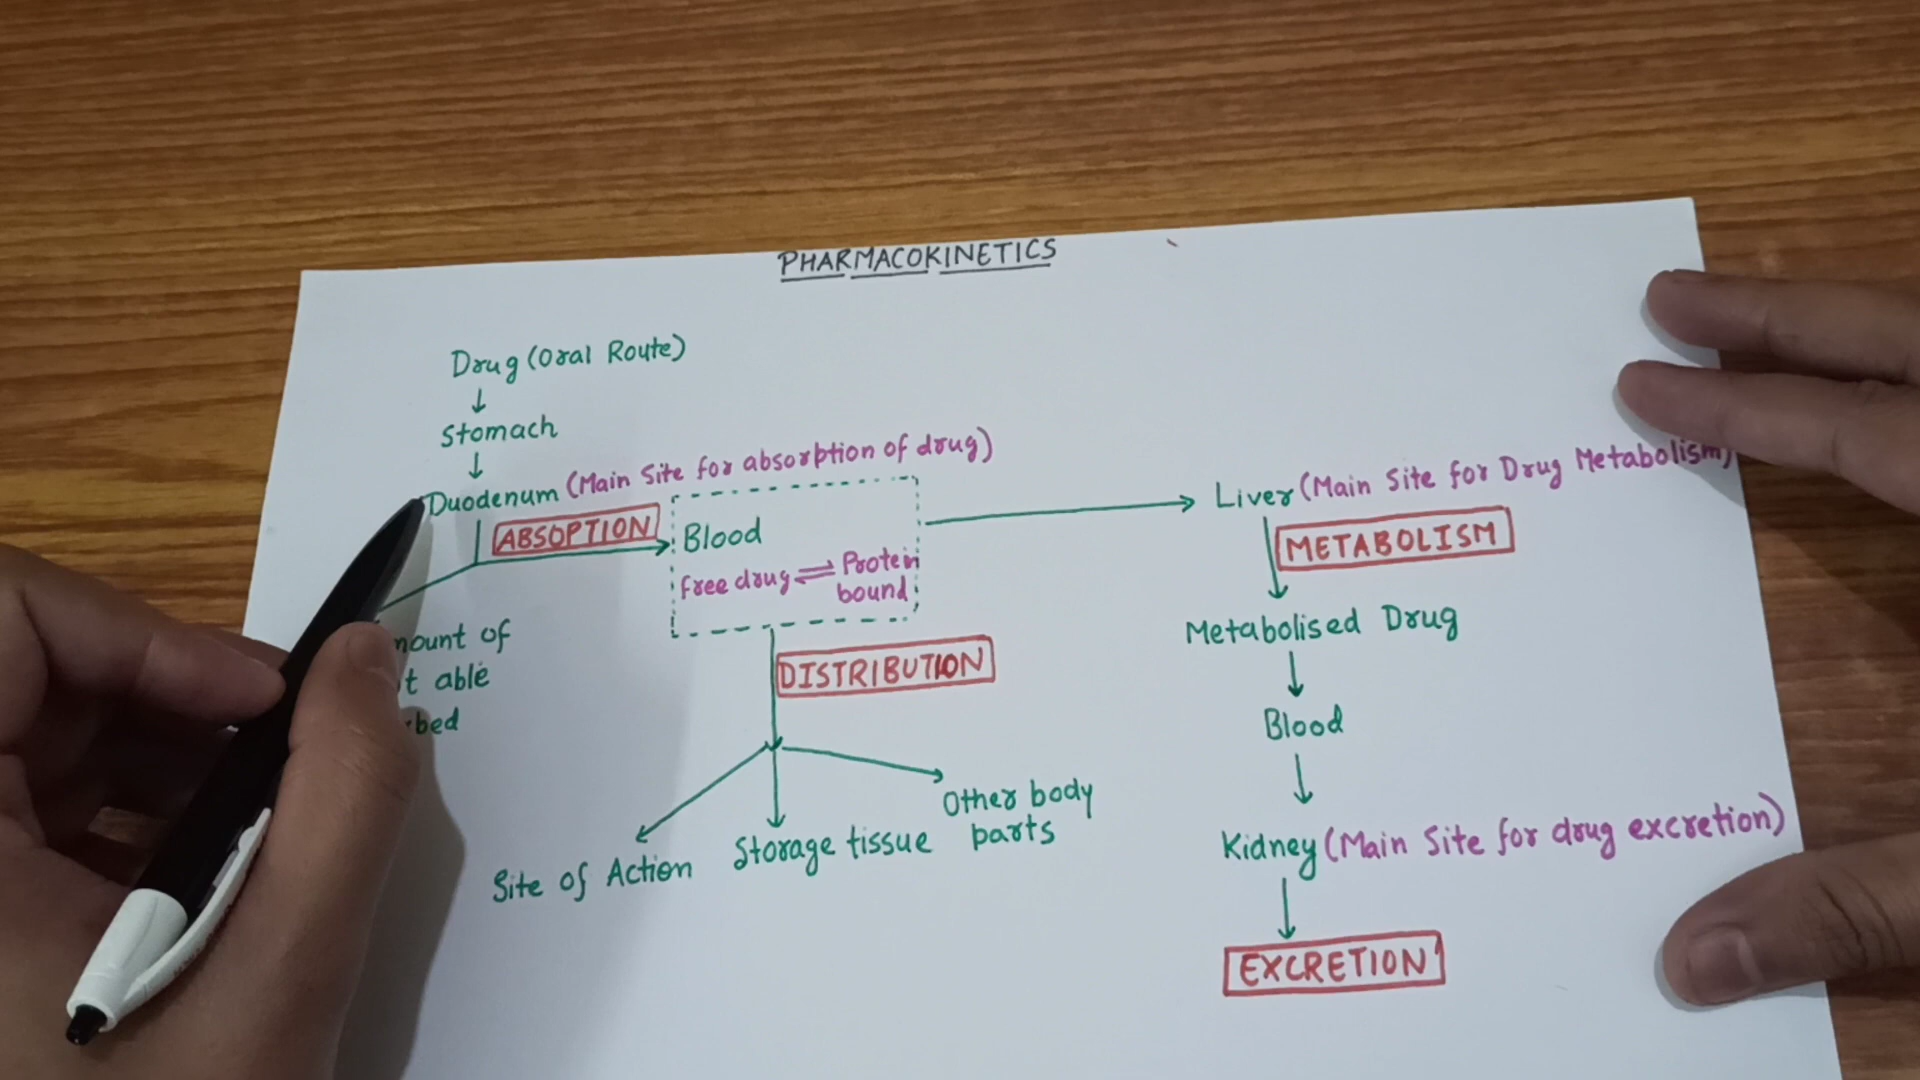 PHARMACOKINETICS
Drug (Oral Route)
Stomach
Duodenum (Main Site for absorption of drug)
ABSOPTION
Blood
free drug ⇌ Protein
bound
of
able
DISTRIBUTION
Site of Action
Storage tissue
Other body
parts
Liver (Main Site for Drug Metabolism)
METABOLISM
Metabolised Drug
Blood
Kidney (Main Site for drug excretion)
EXCRETION